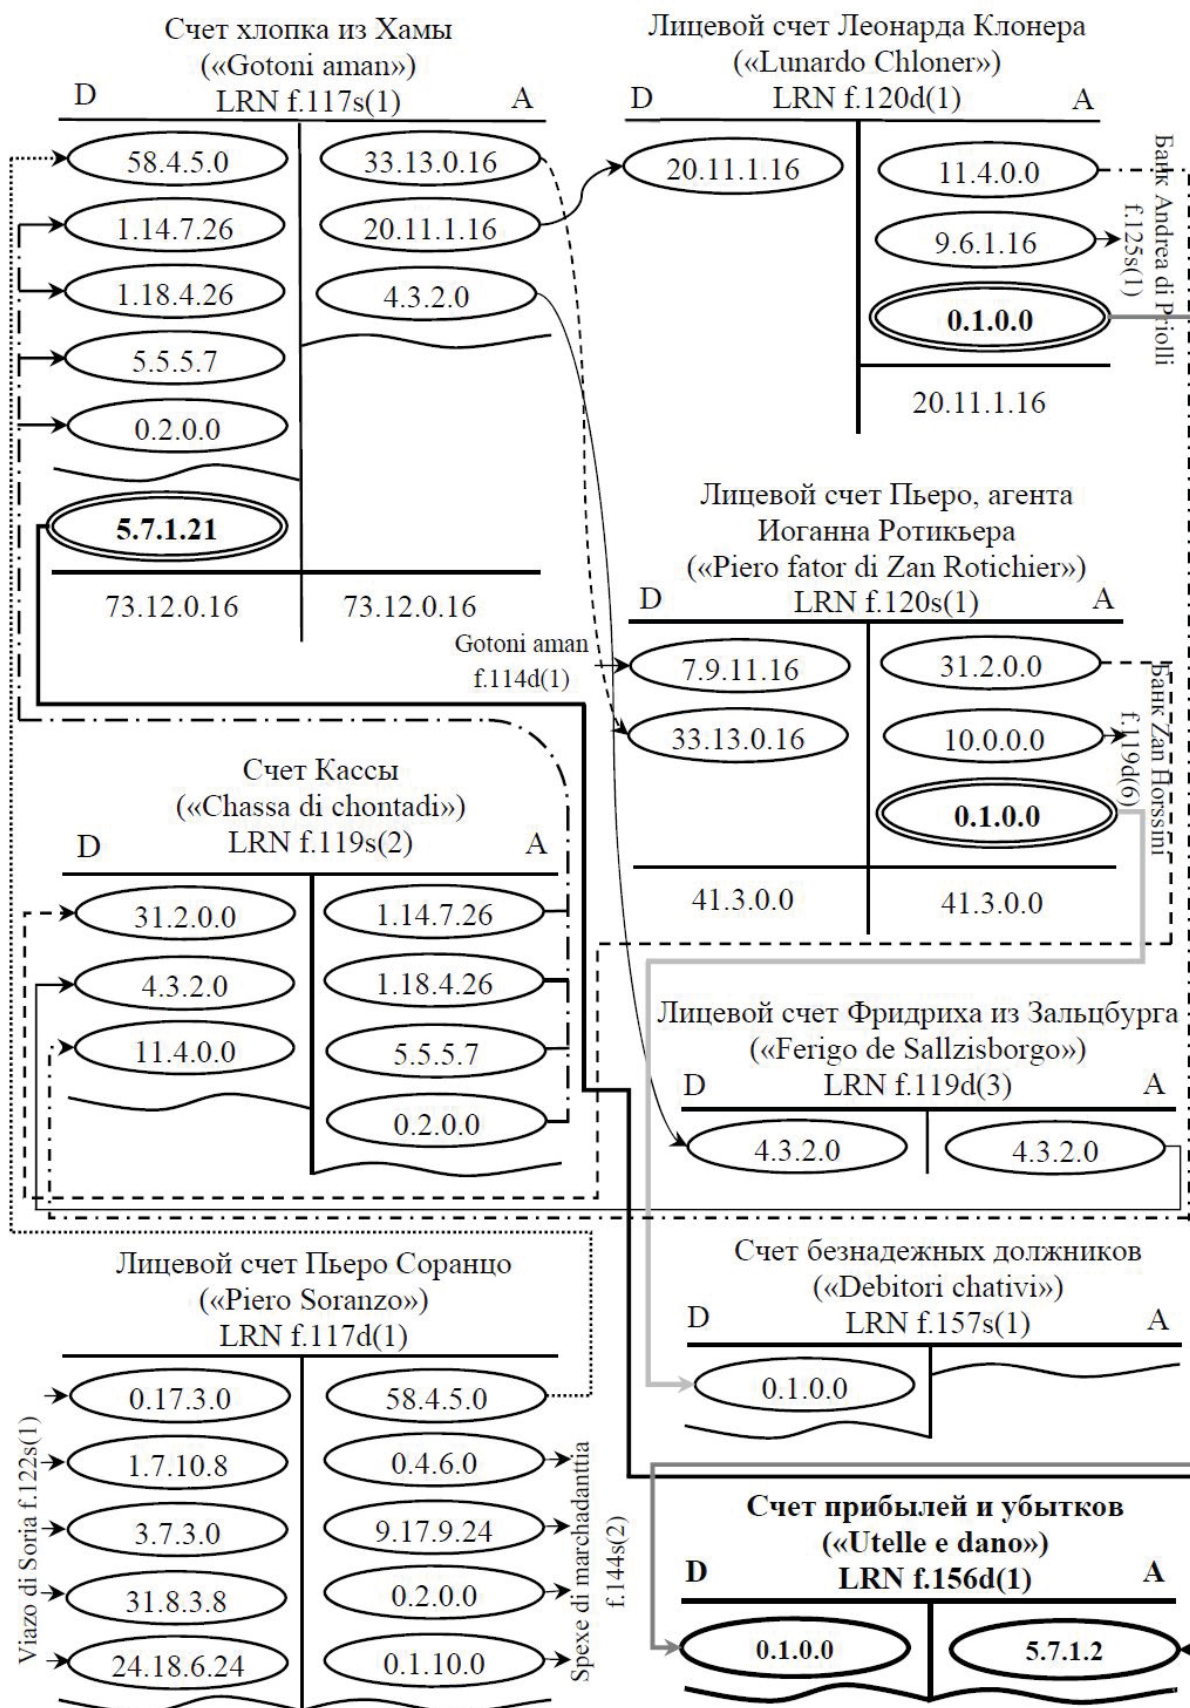 Счет хлопка из Хамы
(«Gotoni aman»)
D LRN f.117s(1) A
58.4.5.0 33.13.0.16
1.14.7.26 20.11.1.16
1.18.4.26 4.3.2.0
5.5.5.7
0.2.0.0
5.7.1.21
73.12.0.16 73.12.0.16
Лицевой счет Леонарда Клонера
(«Lunardo Chloner»)
D LRN f.120d(1) A
20.11.1.16 11.4.0.0
9.6.1.16
0.1.0.0
20.11.1.16
Банк Andrea di Priolli
f.125s(1)
Лицевой счет Пьеро, агента
Иоганна Ротикьера
(«Piero fator di Zan Rotichier»)
D LRN f.120s(1) A
Gotoni aman
f.114d(1)
7.9.11.16 31.2.0.0
33.13.0.16 10.0.0.0
0.1.0.0
41.3.0.0 41.3.0.0
Банк Zan Horssini
f.119d(6)
Счет Кассы
(«Chassa di chontadi»)
D LRN f.119s(2) A
31.2.0.0 1.14.7.26
4.3.2.0 1.18.4.26
11.4.0.0 5.5.5.7
0.2.0.0
Лицевой счет Фридриха из Зальцбурга
(«Ferigo de Sallzisborgo»)
D LRN f.119d(3) A
4.3.2.0 4.3.2.0
Лицевой счет Пьеро Соранцо
(«Piero Soranzo»)
LRN f.117d(1)
Viazo di Soria f.122s(1)
0.17.3.0 58.4.5.0
1.7.10.8 0.4.6.0
3.7.3.0 9.17.9.24
31.8.3.8 0.2.0.0
24.18.6.24 0.1.10.0
Spexe di marchadanttia
f.144s(2)
Счет безнадежных должников
(«Debitori chativi»)
D LRN f.157s(1) A
0.1.0.0
Счет прибылей и убытков
(«Utelle e dano»)
D LRN f.156d(1) A
0.1.0.0 5.7.1.2